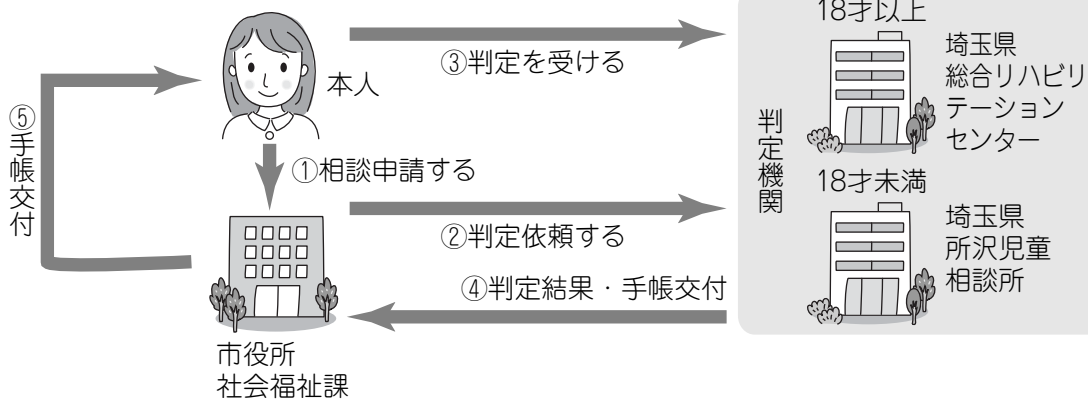 18才以上
③判定を受ける
埼玉県
総合リハビリ
テーション
センター
本人
⑤手帳交付
判定機関
①相談申請する
18才未満
②判定依頼する
埼玉県
所沢児童
相談所
④判定結果・手帳交付
市役所
社会福祉課